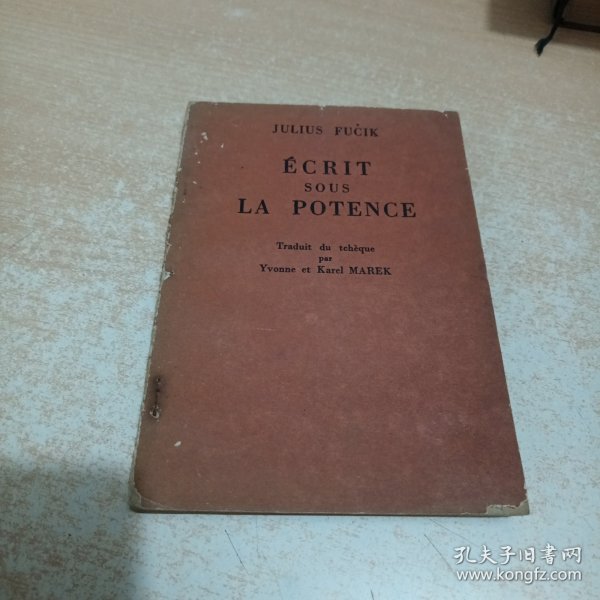 JULIUS FUČIK
ÉCRIT
SOUS
LA POTENCE
Traduit du tchèque
par
Yvonne et Karel MAREK
孔夫子旧书网
www.kongfz.com